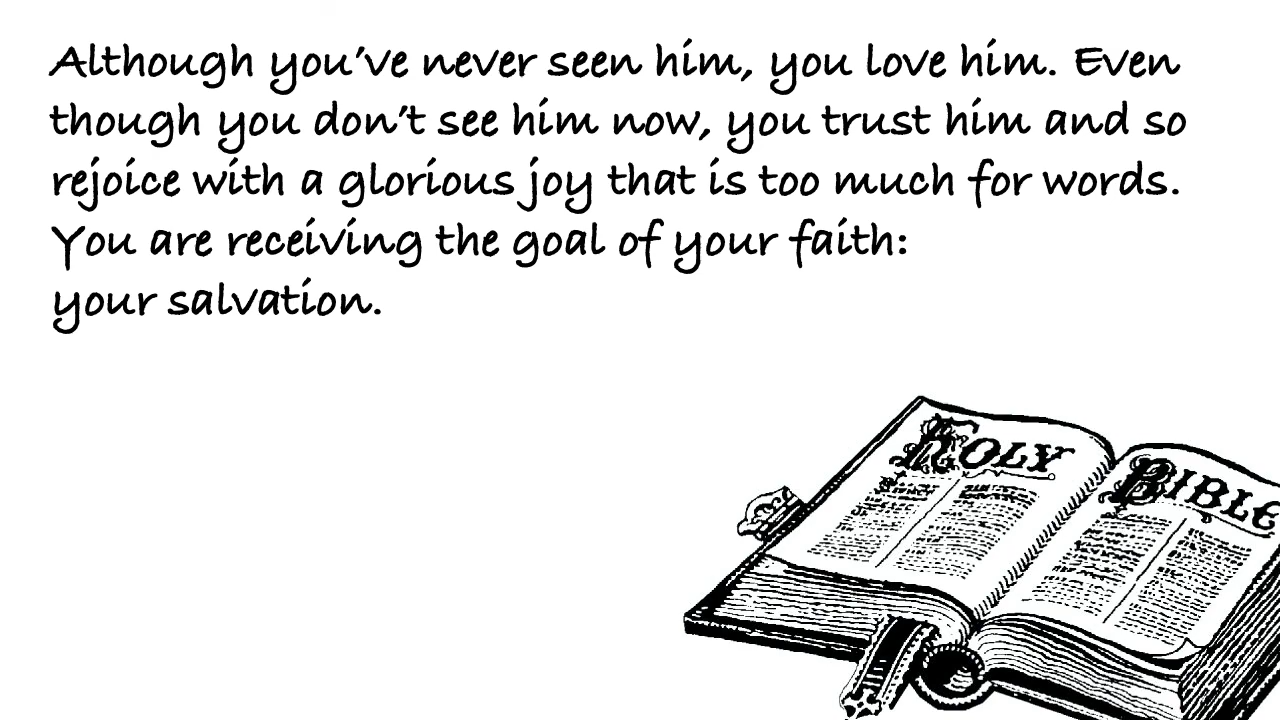 Although you've never seen him, you love him. Even
though you don't see him now, you trust him and so
rejoice with a glorious joy that is too much for words.
You are receiving the goal of your faith:
your salvation.
HOLY BIBLE